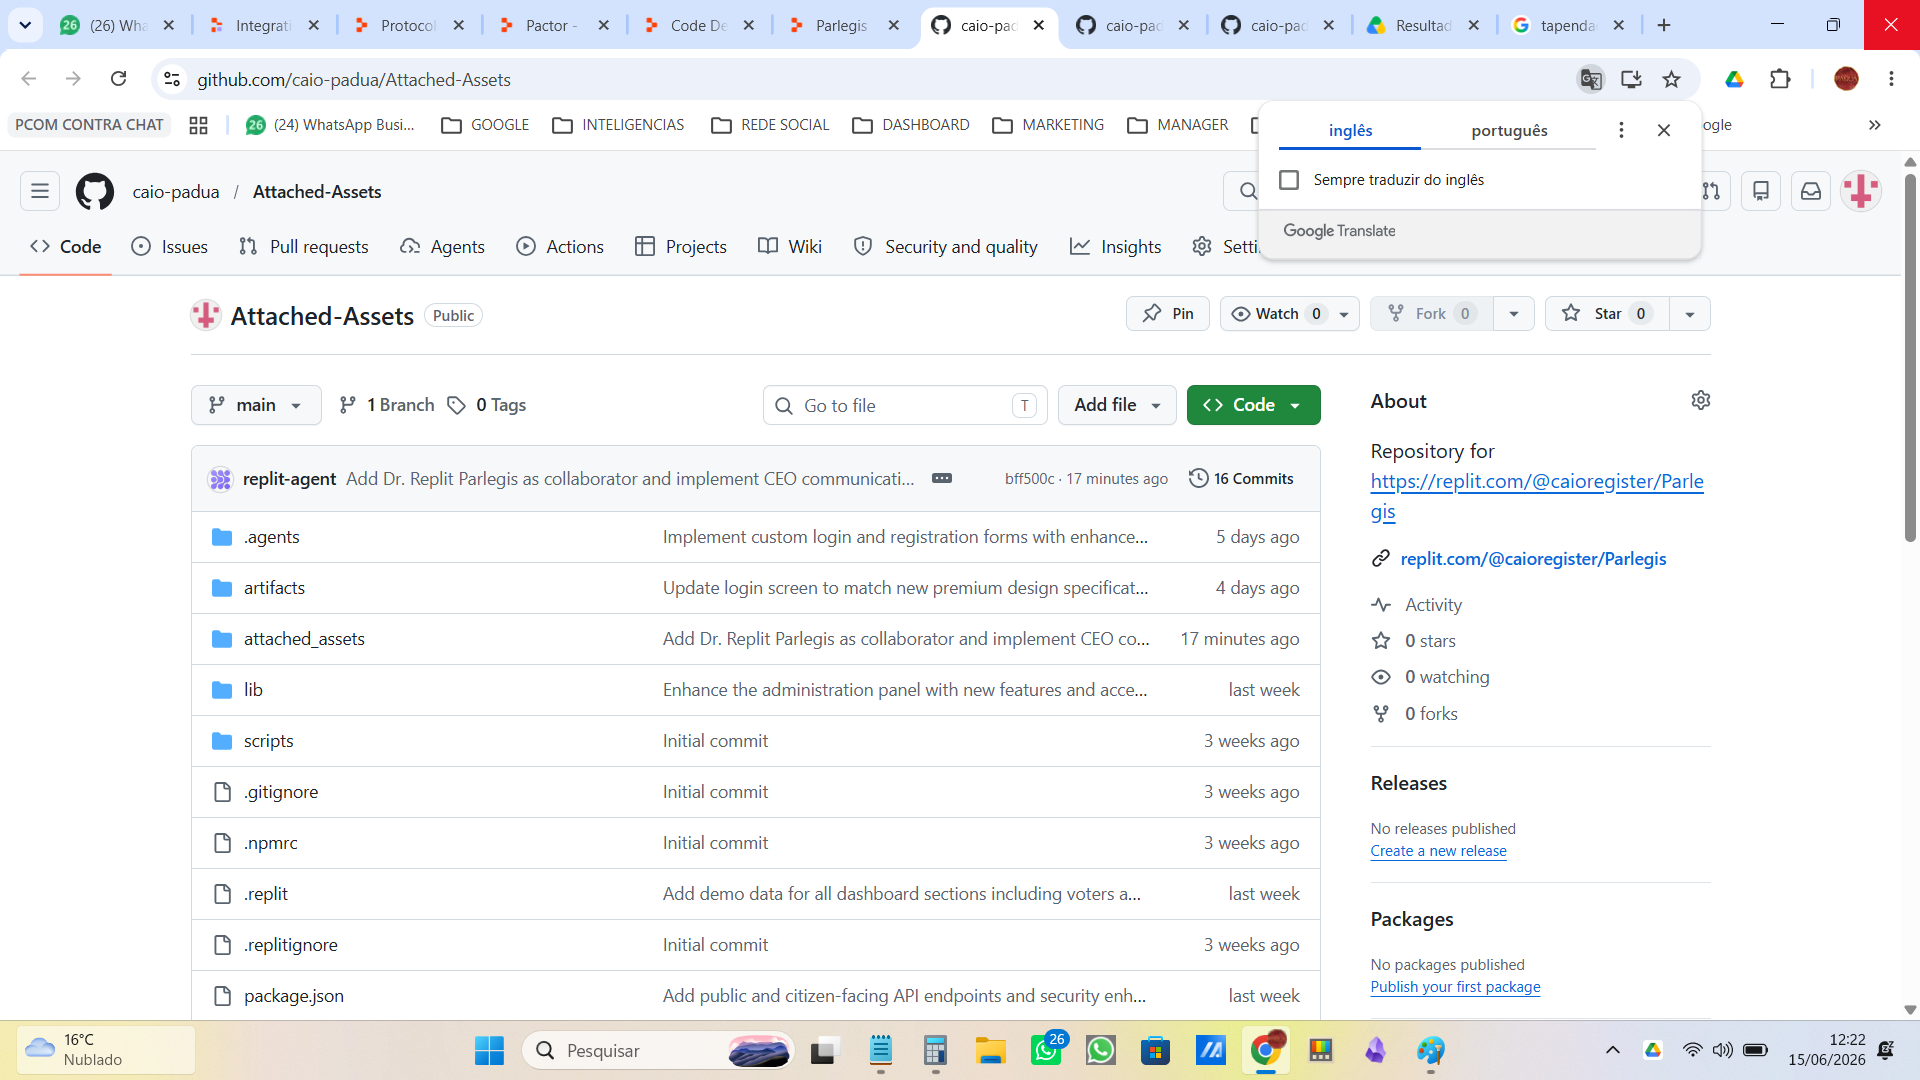 (26) Wha
Integrati
Protocol
Pactor -
Code De
Parlegis
caio-pad
caio-pad
caio-pad
Resultad
tapenda
github.com/caio-padua/Attached-Assets
PCOM CONTRA CHAT
(24) WhatsApp Busi...
GOOGLE
INTELIGENCIAS
REDE SOCIAL
DASHBOARD
MARKETING
MANAGER
ogle
inglês
português
Sempre traduzir do inglês
Google Translate
caio-padua / Attached-Assets
Code
Issues
Pull requests
Agents
Actions
Projects
Wiki
Security and quality
Insights
Setti
Attached-Assets Public
Pin
Watch 0
Fork 0
Star 0
main
1 Branch
0 Tags
Go to file T
Add file
Code
replit-agent Add Dr. Replit Parlegis as collaborator and implement CEO communicati... bff500c · 17 minutes ago 16 Commits
.agents Implement custom login and registration forms with enhance... 5 days ago
artifacts Update login screen to match new premium design specificat... 4 days ago
attached_assets Add Dr. Replit Parlegis as collaborator and implement CEO co... 17 minutes ago
lib Enhance the administration panel with new features and acce... last week
scripts Initial commit 3 weeks ago
.gitignore Initial commit 3 weeks ago
.npmrc Initial commit 3 weeks ago
.replit Add demo data for all dashboard sections including voters a... last week
.replitignore Initial commit 3 weeks ago
package.json Add public and citizen-facing API endpoints and security enh... last week
About
Repository for
https://replit.com/@caioregister/Parle
gis
replit.com/@caioregister/Parlegis
Activity
0 stars
0 watching
0 forks
Releases
No releases published
Create a new release
Packages
No packages published
Publish your first package
16°C
Nublado
Pesquisar
26
12:22
15/06/2026